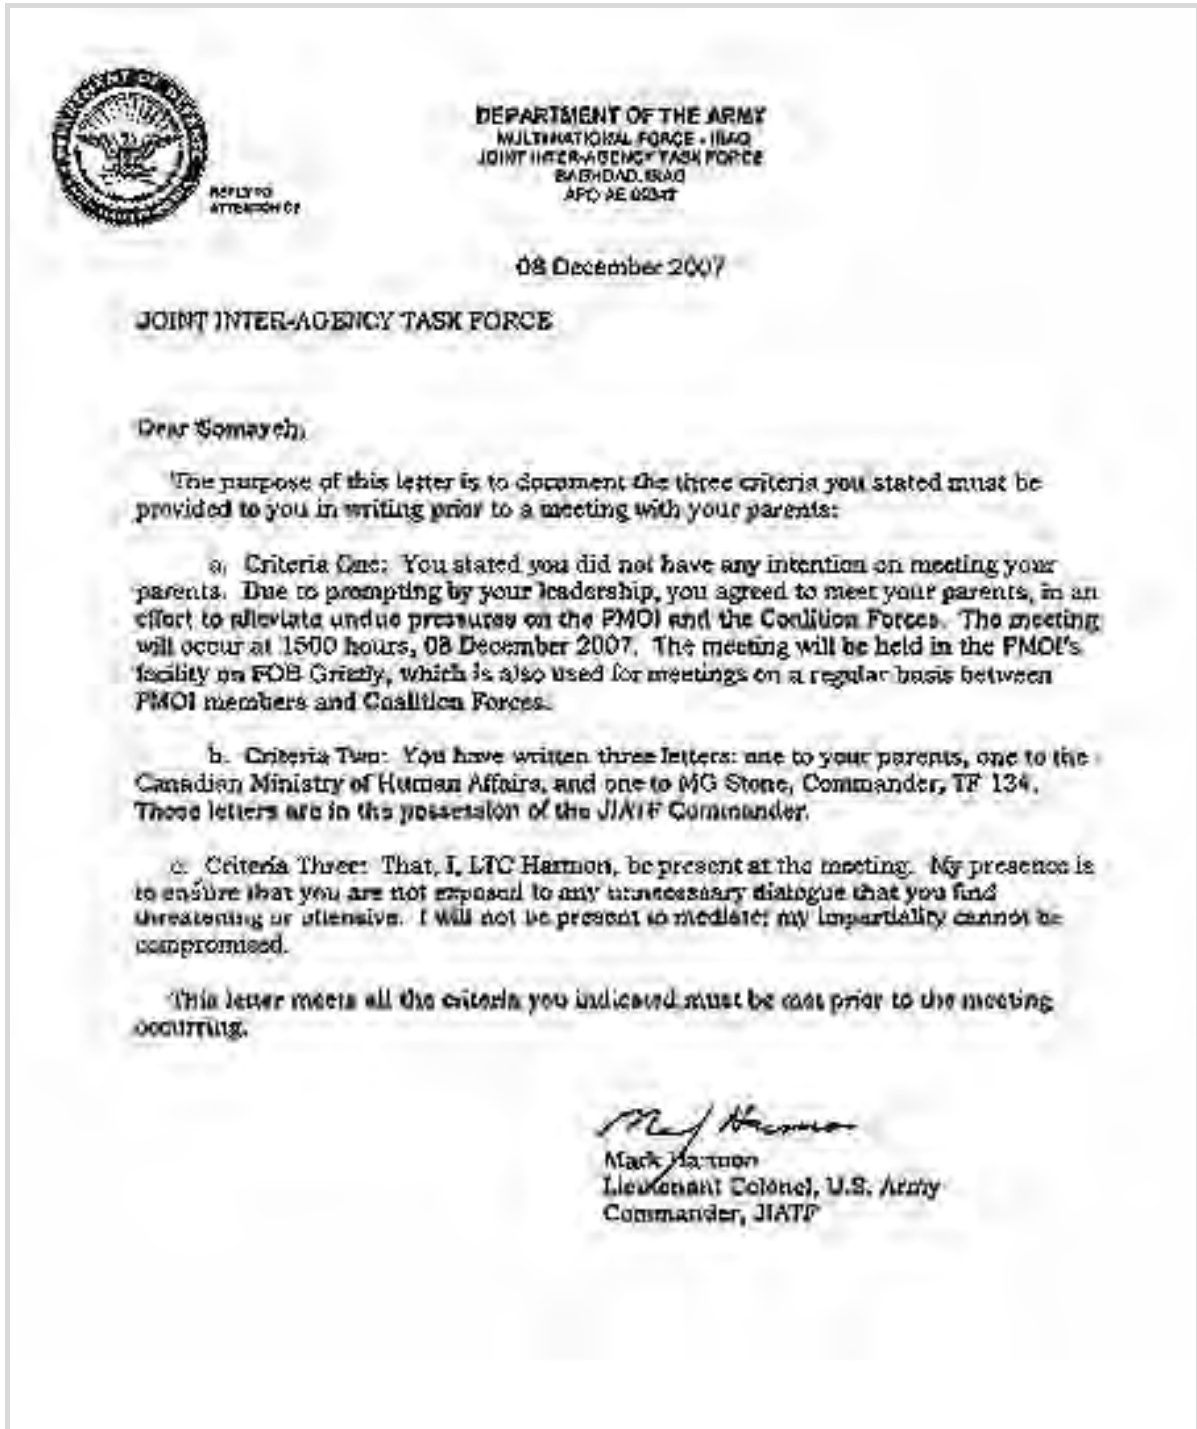 DEPARTMENT OF DEFENSE
DEPARTMENT OF THE ARMY
MULTINATIONAL FORCE - IRAQ
JOINT INTER-AGENCY TASK FORCE
BAGHDAD, IRAQ
APO AE
REPLY TO
ATTENTION OF
08 December 2007
JOINT INTER-AGENCY TASK FORCE
Dear Somayeh,
The purpose of this letter is to document the three criteria you stated must be
provided to you in writing prior to a meeting with your parents:
a. Criteria One: You stated you did not have any intention on meeting your
parents. Due to prompting by your leadership, you agreed to meet your parents, in an
effort to alleviate undue pressures on the PMOI and the Coalition Forces. The meeting
will occur at 1500 hours, 08 December 2007. The meeting will be held in the PMOI's
facility on FOB Grizzly, which is also used for meetings on a regular basis between
PMOI members and Coalition Forces.
b. Criteria Two: You have written three letters: one to your parents, one to the
Canadian Ministry of Human Affairs, and one to MG Stone, Commander, TF 134.
These letters are in the possession of the JIATF Commander.
c. Criteria Three: That, I, LTC Harmon, be present at the meeting. My presence is
to ensure that you are not exposed to any unnecessary dialogue that you find
threatening or offensive. I will not be present to mediate; my impartiality cannot be
compromised.
This letter meets all the criteria you indicated must be met prior to the meeting
occurring.
Mark Harmon
Mark Harmon
Lieutenant Colonel, U.S. Army
Commander, JIATF